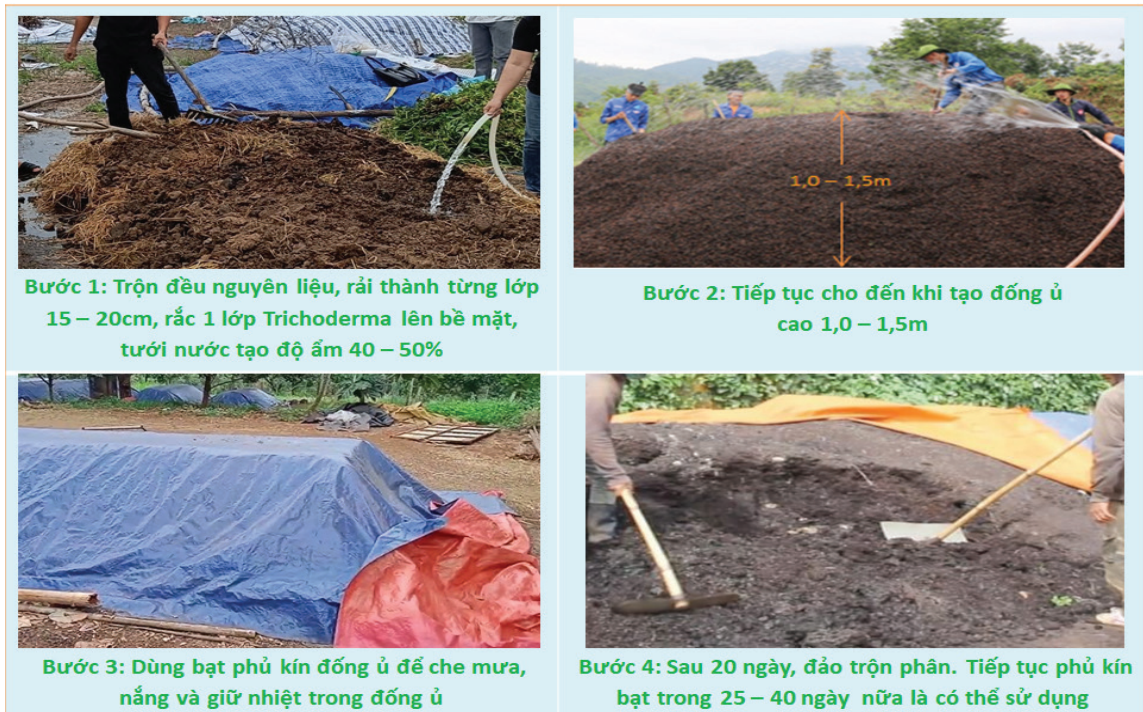 Bước 1: Trộn đều nguyên liệu, rải thành từng lớp
15 – 20cm, rắc 1 lớp Trichoderma lên bề mặt,
tưới nước tạo độ ẩm 40 – 50%
1,0 – 1,5m
Bước 2: Tiếp tục cho đến khi tạo đống ủ
cao 1,0 – 1,5m
Bước 3: Dùng bạt phủ kín đống ủ để che mưa,
nắng và giữ nhiệt trong đống ủ
Bước 4: Sau 20 ngày, đảo trộn phân. Tiếp tục phủ kín
bạt trong 25 – 40 ngày nữa là có thể sử dụng